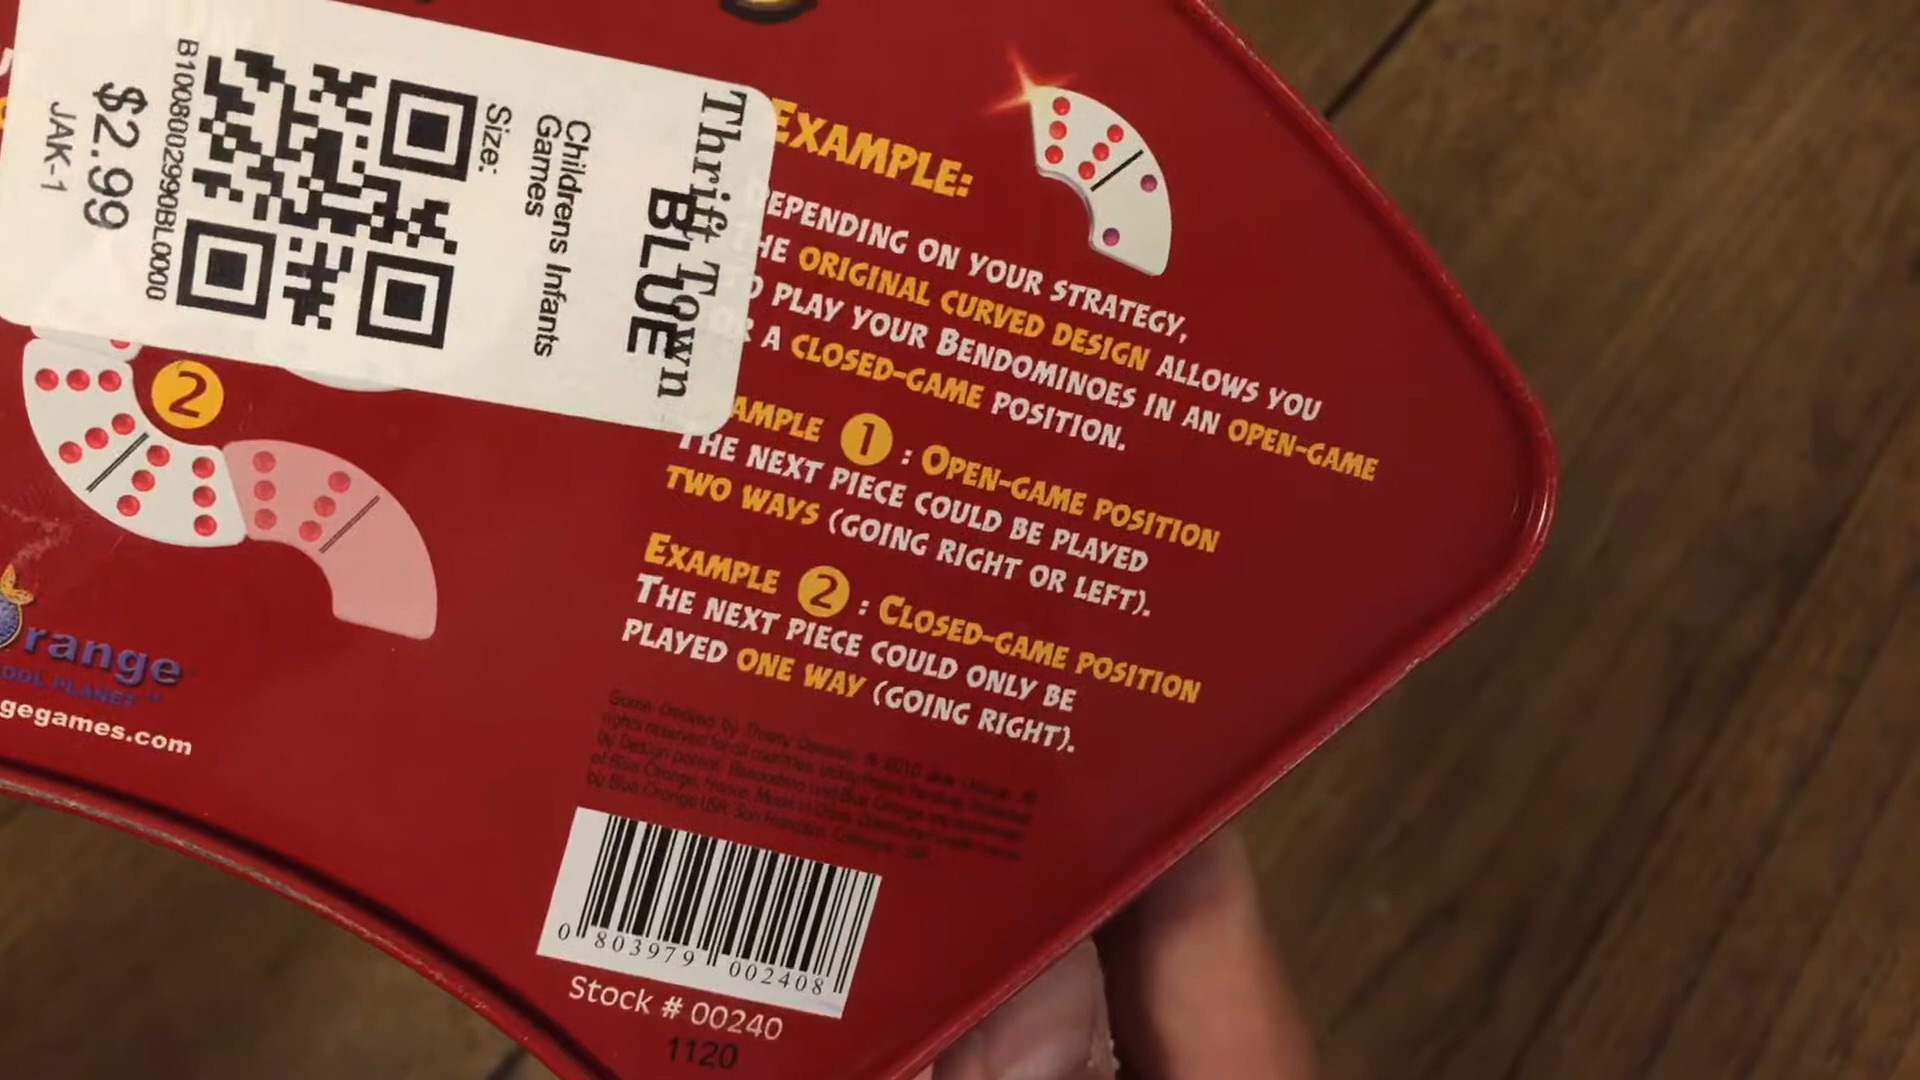 Thrift Town
BLUE
Childrens Infants
Games
Size:
B1008002990BL0000
$2.99
JAK-1
EXAMPLE:
EPENDING ON YOUR STRATEGY,
HE ORIGINAL CURVED DESIGN ALLOWS YOU
O PLAY YOUR BENDOMINOES IN AN OPEN-GAME
R A CLOSED-GAME POSITION.
AMPLE 1 : OPEN-GAME POSITION
THE NEXT PIECE COULD BE PLAYED
TWO WAYS (GOING RIGHT OR LEFT).
EXAMPLE 2 : CLOSED-GAME POSITION
THE NEXT PIECE COULD ONLY BE
PLAYED ONE WAY (GOING RIGHT).
2
range
OOL PLANET™
gegames.com
0 803979 002408
Stock # 00240
1120